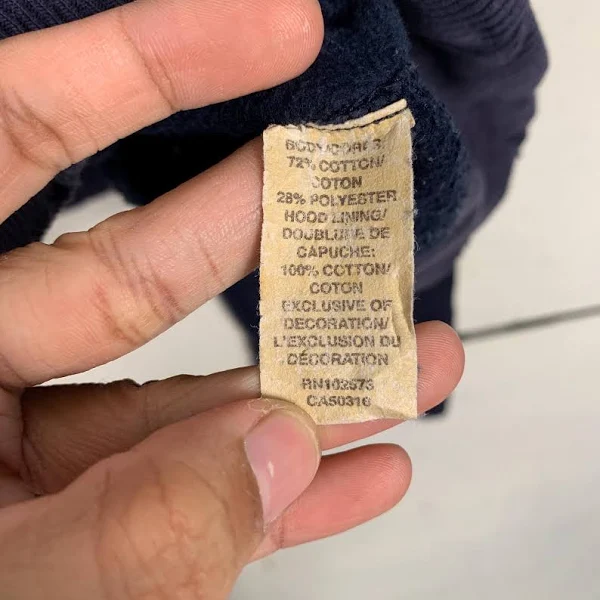 BODY/CORPS:
72% COTTON/
COTON
28% POLYESTER
HOOD LINING/
DOUBLURE DE
CAPUCHE:
100% COTTON/
COTON
EXCLUSIVE OF
DECORATION/
L'EXCLUSION DU
DÉCORATION
RN102573
CA50316